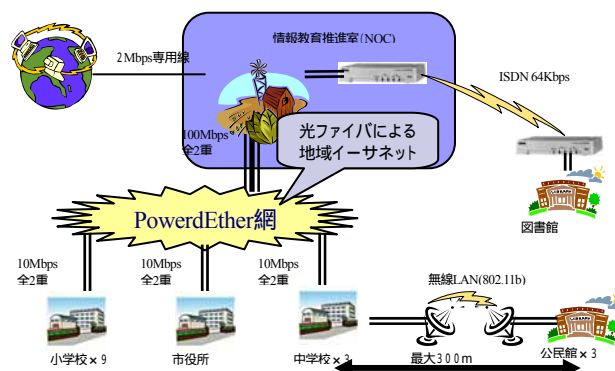 情報教育推進室(NOC)
2Mbps専用線
ISDN 64Kbps
100Mbps
全2重
光ファイバによる
地域イーサネット
図書館
PowerdEther網
10Mbps
全2重
10Mbps
全2重
10Mbps
全2重
無線LAN(802.11b)
小学校×9
市役所
中学校×3
最大300m
公民館×3